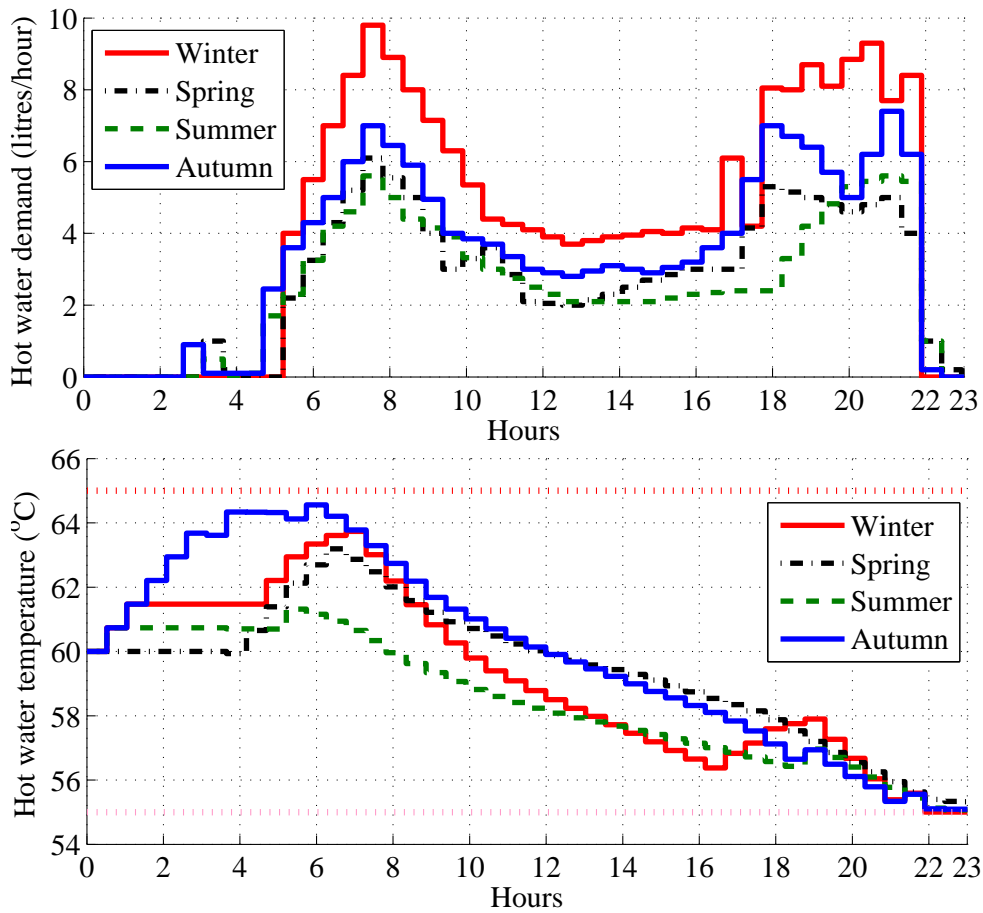 Hot water demand (litres/hour)
10
8
6
4
2
0
Winter
Spring
Summer
Autumn
0 2 4 6 8 10 12 14 16 18 20 22 23
Hours
Hot water temperature (°C)
66
64
62
60
58
56
54
Winter
Spring
Summer
Autumn
0 2 4 6 8 10 12 14 16 18 20 22 23
Hours